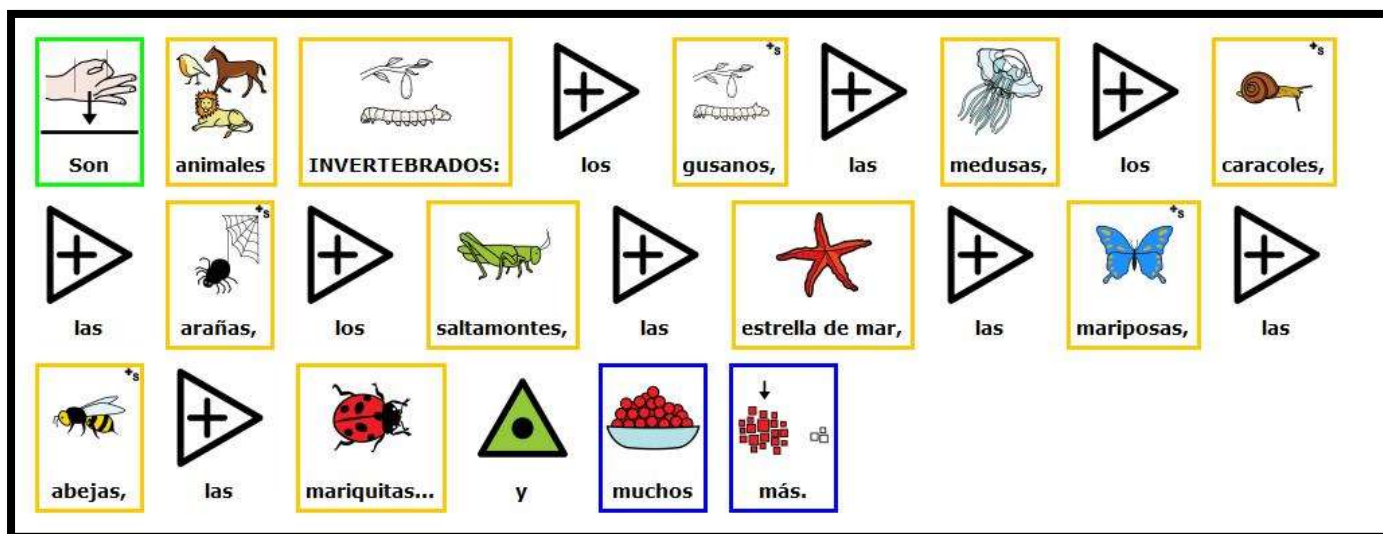 Son animales INVERTEBRADOS: los gusanos, las medusas, los caracoles,
las arañas, los saltamontes, las estrella de mar, las mariposas, las
abejas, las mariquitas... y muchos más.